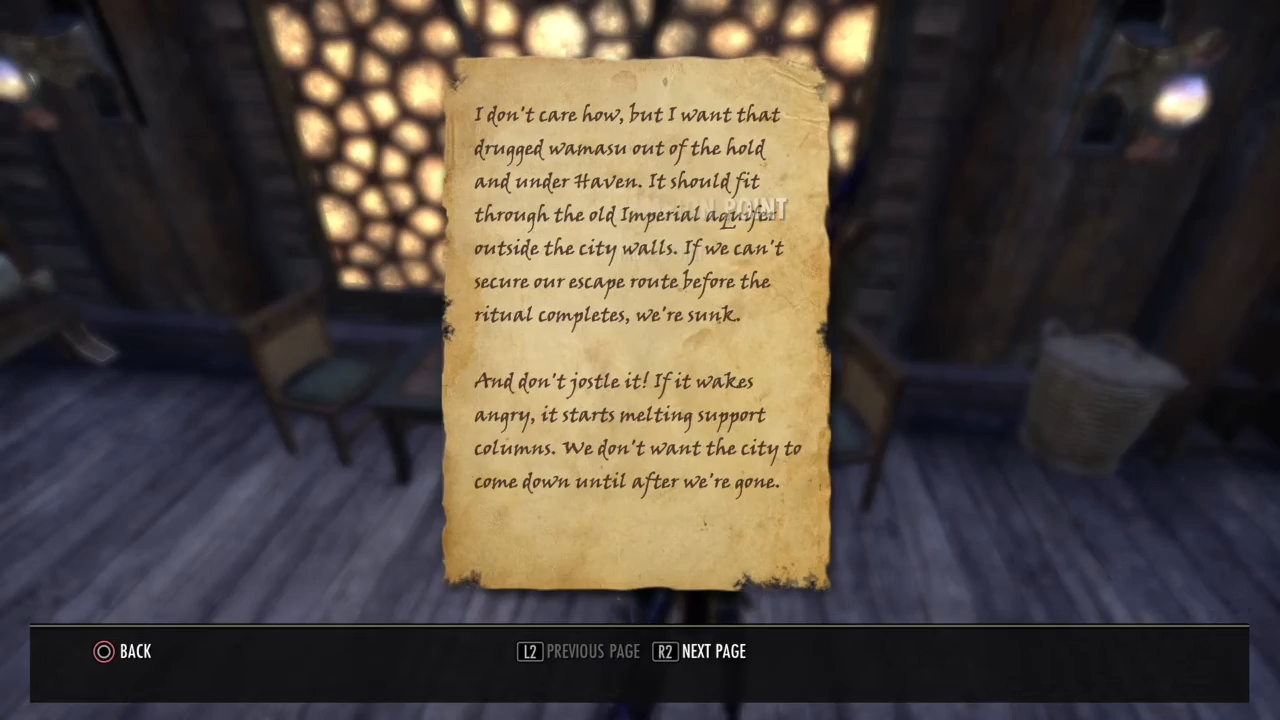 I don't care how, but I want that
drugged wamasu out of the hold
and under Haven. It should fit
through the old Imperial aquifer
outside the city walls. If we can't
secure our escape route before the
ritual completes, we're sunk.
And don't jostle it! If it wakes
angry, it starts melting support
columns. We don't want the city to
come down until after we're gone.
POINT
BACK
L2 PREVIOUS PAGE R2 NEXT PAGE